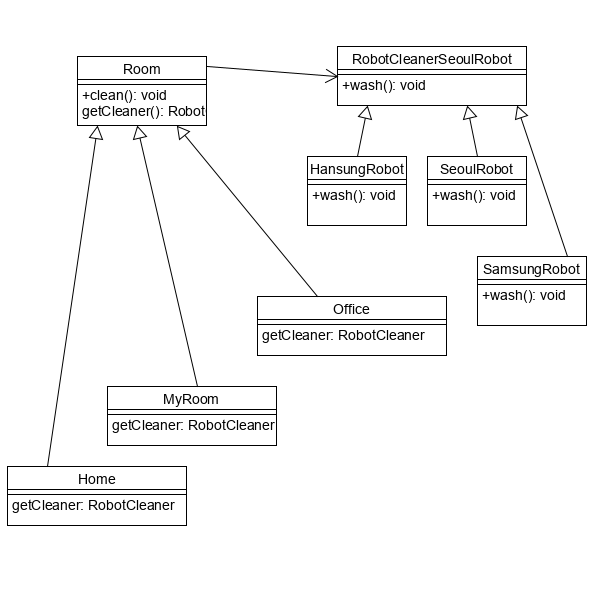 Room
+clean(): void
getCleaner(): Robot
RobotCleanerSeoulRobot
+wash(): void
HansungRobot
+wash(): void
SeoulRobot
+wash(): void
SamsungRobot
+wash(): void
Office
getCleaner: RobotCleaner
MyRoom
getCleaner: RobotCleaner
Home
getCleaner: RobotCleaner